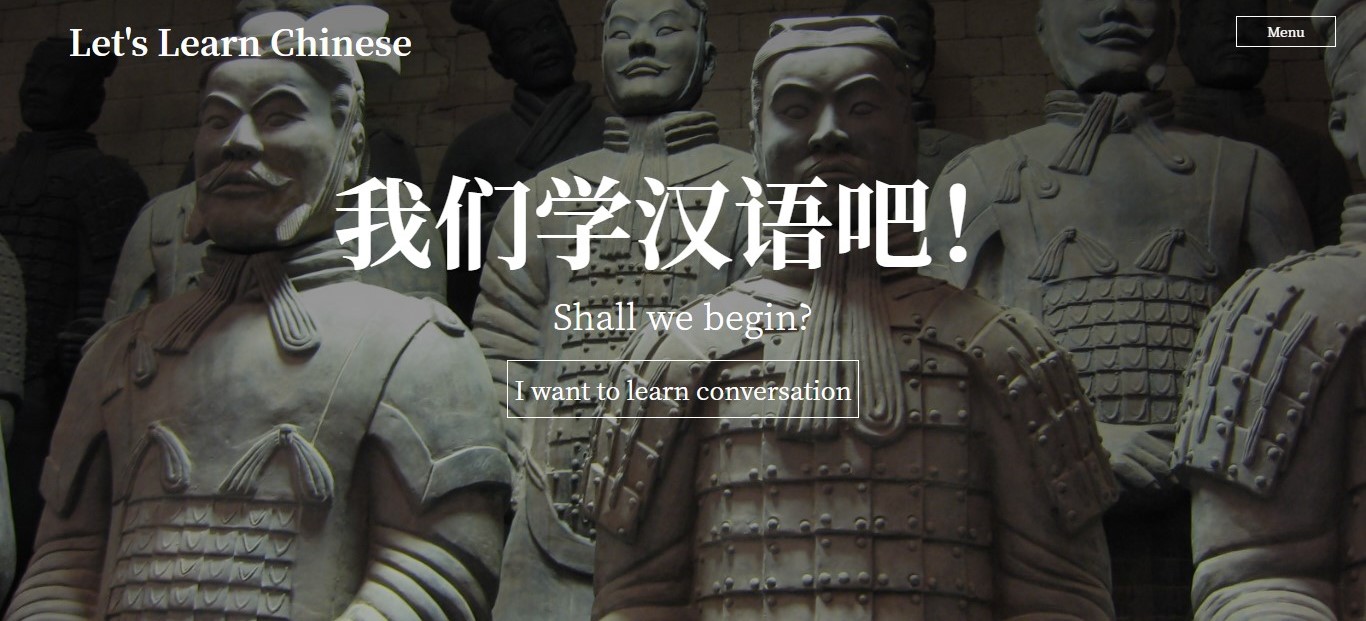 Let's Learn Chinese
Menu
我们学汉语吧！
Shall we begin?
I want to learn conversation